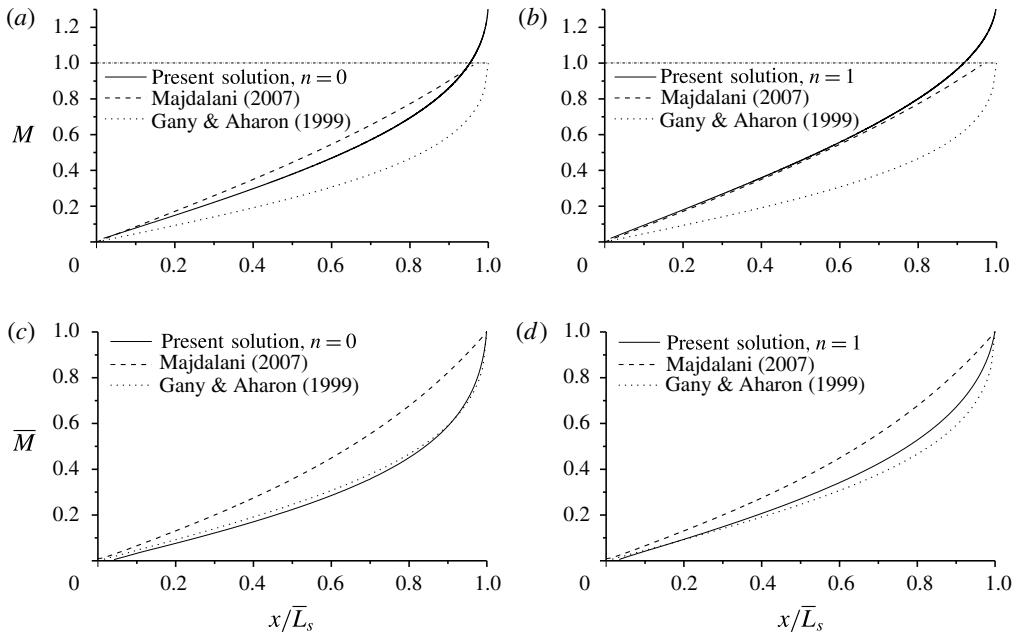 (a)
1.2
1.0
Present solution, n = 0
Majdalani (2007)
Gany & Aharon (1999)
0.8
0.6
0.4
0.2
M
0
0.2
0.4
0.6
0.8
1.0
(b)
1.2
1.0
Present solution, n = 1
Majdalani (2007)
Gany & Aharon (1999)
0.8
0.6
0.4
0.2
0
0.2
0.4
0.6
0.8
1.0
(c)
1.0
Present solution, n = 0
Majdalani (2007)
Gany & Aharon (1999)
0.8
0.6
0.4
0.2
M̅
0
0.2
0.4
0.6
0.8
1.0
x/L̅ₛ
(d)
1.0
Present solution, n = 1
Majdalani (2007)
Gany & Aharon (1999)
0.8
0.6
0.4
0.2
0
0.2
0.4
0.6
0.8
1.0
x/L̅ₛ